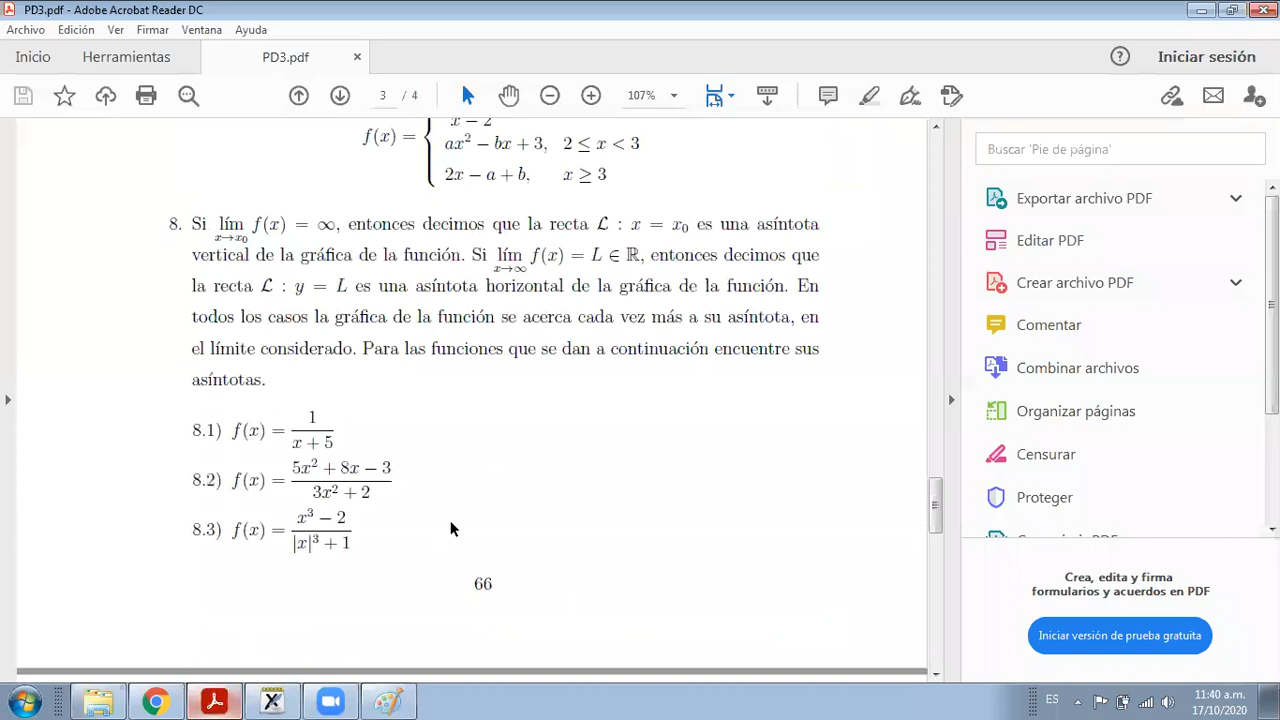 PD3.pdf - Adobe Acrobat Reader DC
Archivo Edición Ver Firmar Ventana Ayuda
Inicio Herramientas PD3.pdf × ? Iniciar sesión
3 / 4 107%
f(x) = { x − 2
ax² − bx + 3, 2 ≤ x < 3
2x − a + b, x ≥ 3
8. Si lím x→x₀ f(x) = ∞, entonces decimos que la recta ℒ : x = x₀ es una asíntota
vertical de la gráfica de la función. Si lím x→∞ f(x) = L ∈ ℝ, entonces decimos que
la recta ℒ : y = L es una asíntota horizontal de la gráfica de la función. En
todos los casos la gráfica de la función se acerca cada vez más a su asíntota, en
el límite considerado. Para las funciones que se dan a continuación encuentre sus
asíntotas.
8.1) f(x) = 1 / (x + 5)
8.2) f(x) = (5x² + 8x − 3) / (3x² + 2)
8.3) f(x) = (x³ − 2) / (|x|³ + 1)
66
Buscar 'Pie de página'
Exportar archivo PDF
Editar PDF
Crear archivo PDF
Comentar
Combinar archivos
Organizar páginas
Censurar
Proteger
Crea, edita y firma
formularios y acuerdos en PDF
Iniciar versión de prueba gratuita
ES 11:40 a.m.
17/10/2020